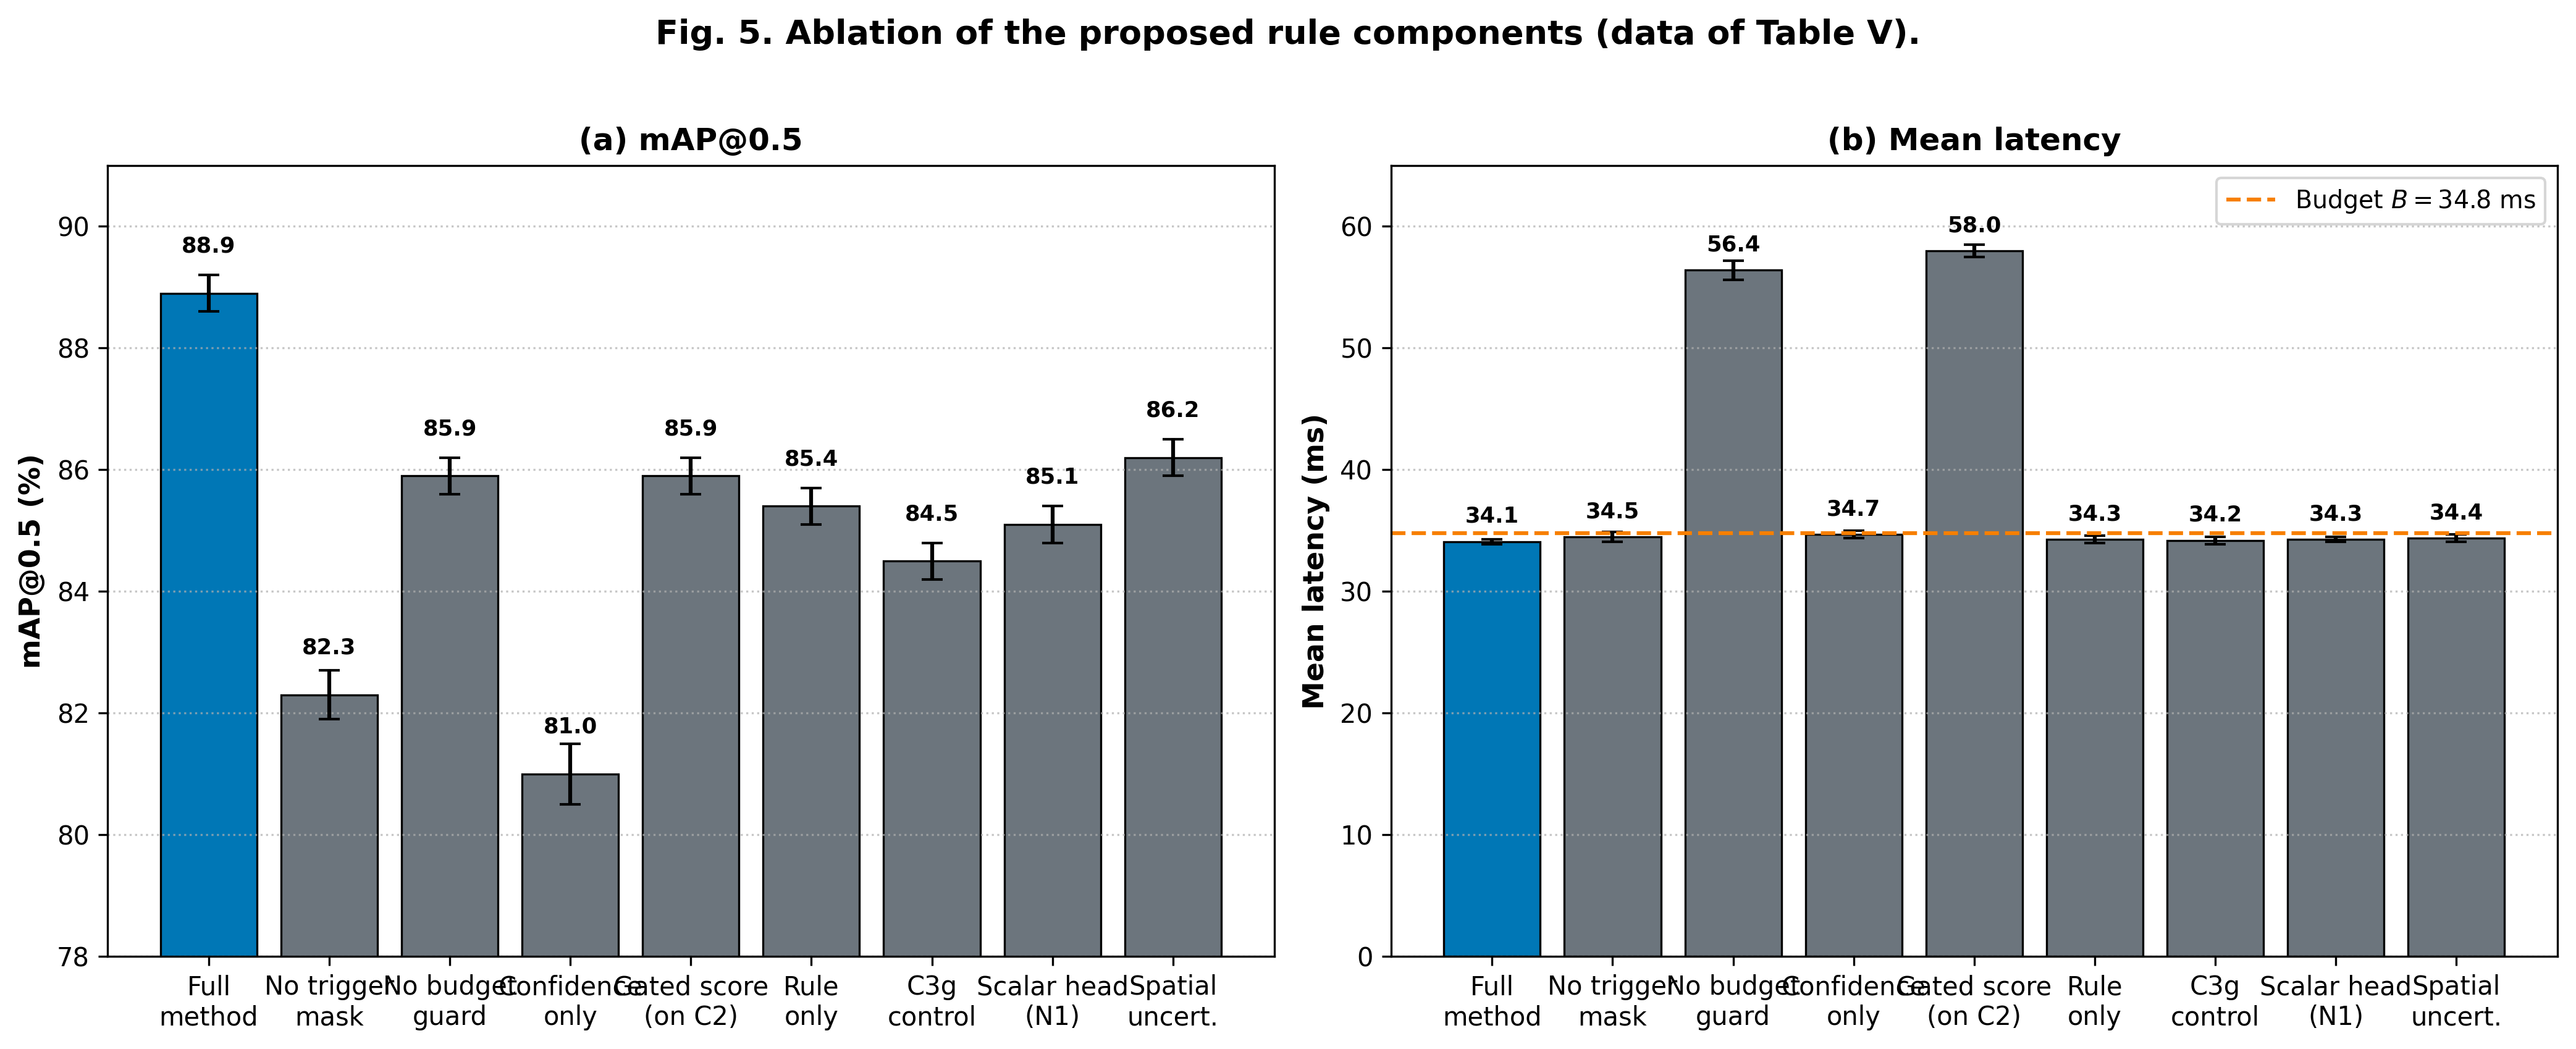 Fig. 5. Ablation of the proposed rule components (data of Table V).
(a) mAP@0.5
mAP@0.5 (%)
90
88
86
84
82
80
78
88.9
82.3
85.9
81.0
85.9
85.4
84.5
85.1
86.2
Full
method
No trigger
mask
No budget
guard
Confidence
only
Gated score
(on C2)
Rule
only
C3g
control
Scalar head
(N1)
Spatial
uncert.
(b) Mean latency
Budget B = 34.8 ms
Mean latency (ms)
60
50
40
30
20
10
0
34.1
34.5
56.4
34.7
58.0
34.3
34.2
34.3
34.4
Full
method
No trigger
mask
No budget
guard
Confidence
only
Gated score
(on C2)
Rule
only
C3g
control
Scalar head
(N1)
Spatial
uncert.